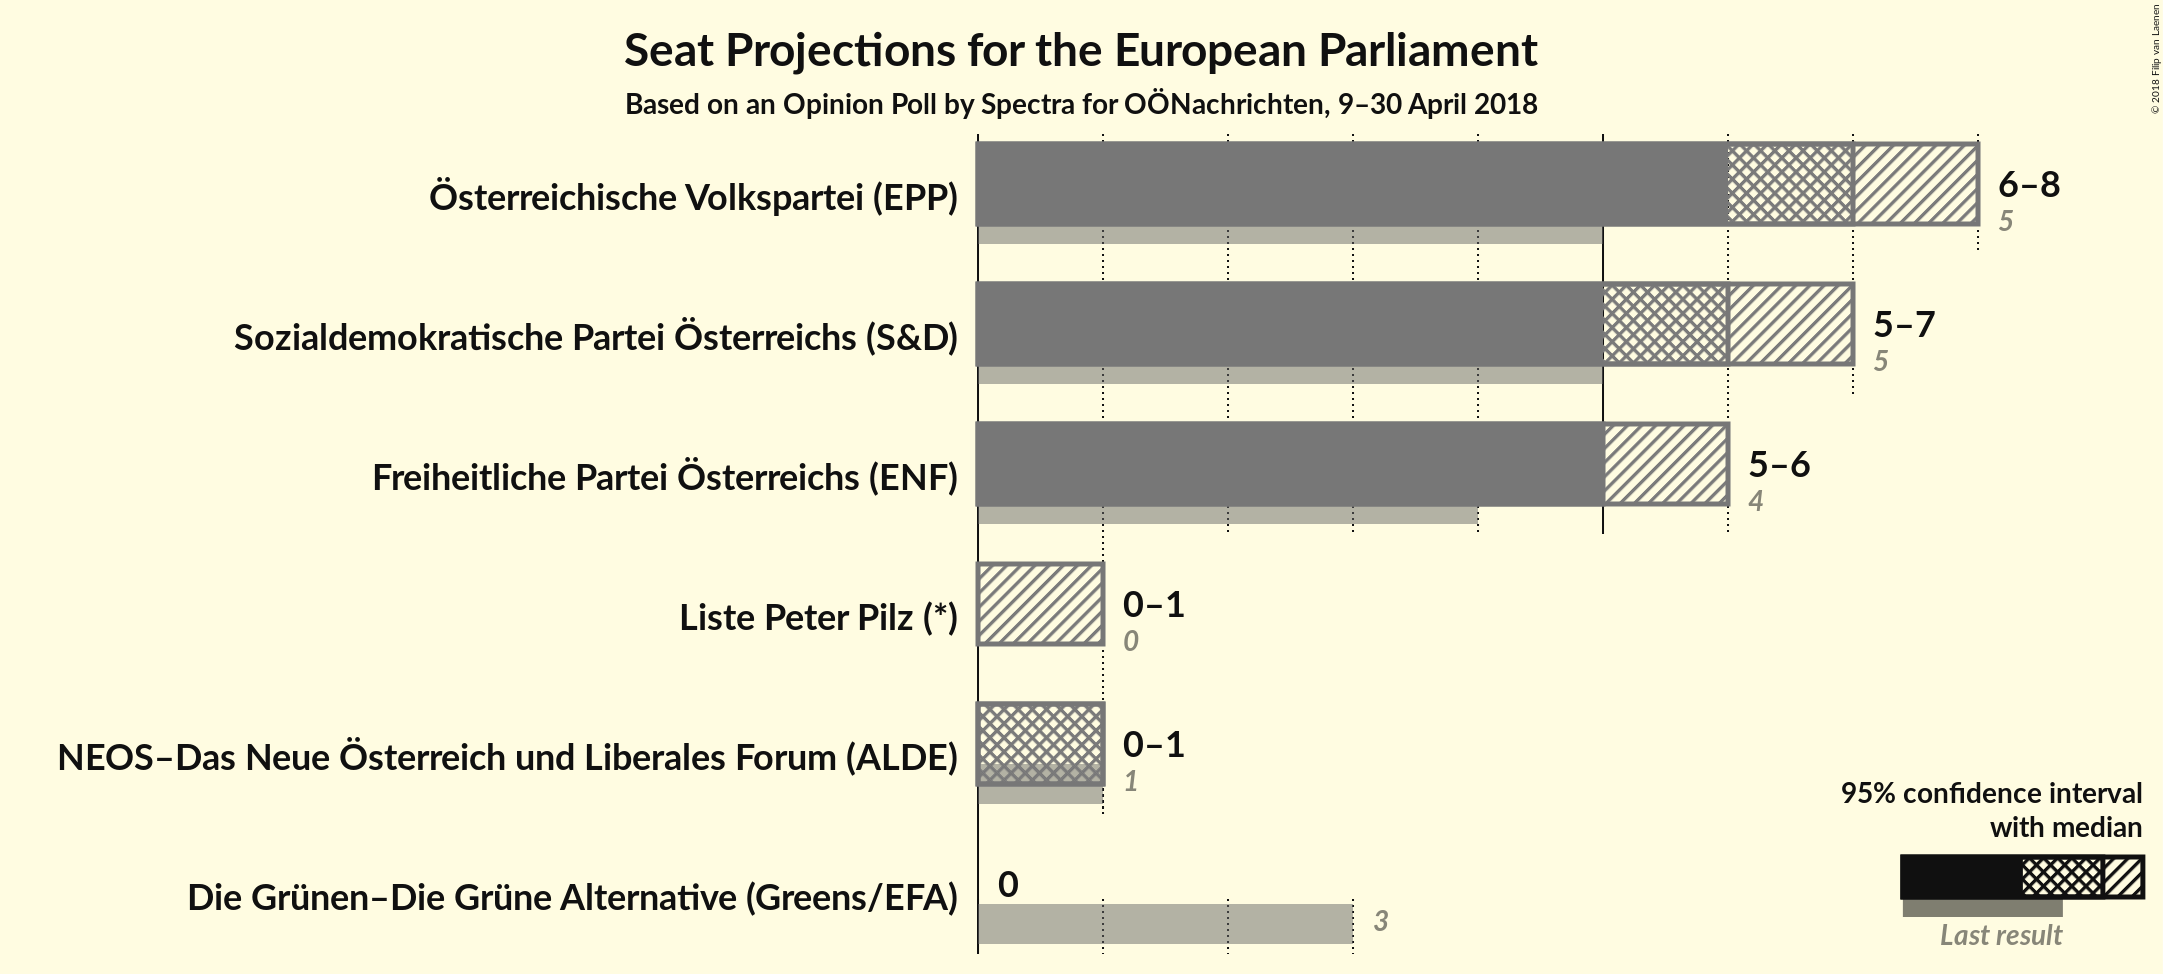 Seat Projections for the European Parliament
Based on an Opinion Poll by Spectra for OÖNachrichten, 9–30 April 2018
© 2018 Filip van Laenen
Österreichische Volkspartei (EPP)
6–8
5
Sozialdemokratische Partei Österreichs (S&D)
5–7
5
Freiheitliche Partei Österreichs (ENF)
5–6
4
Liste Peter Pilz (*)
0–1
0
NEOS–Das Neue Österreich und Liberales Forum (ALDE)
0–1
1
Die Grünen–Die Grüne Alternative (Greens/EFA)
0
3
95% confidence interval
with median
Last result